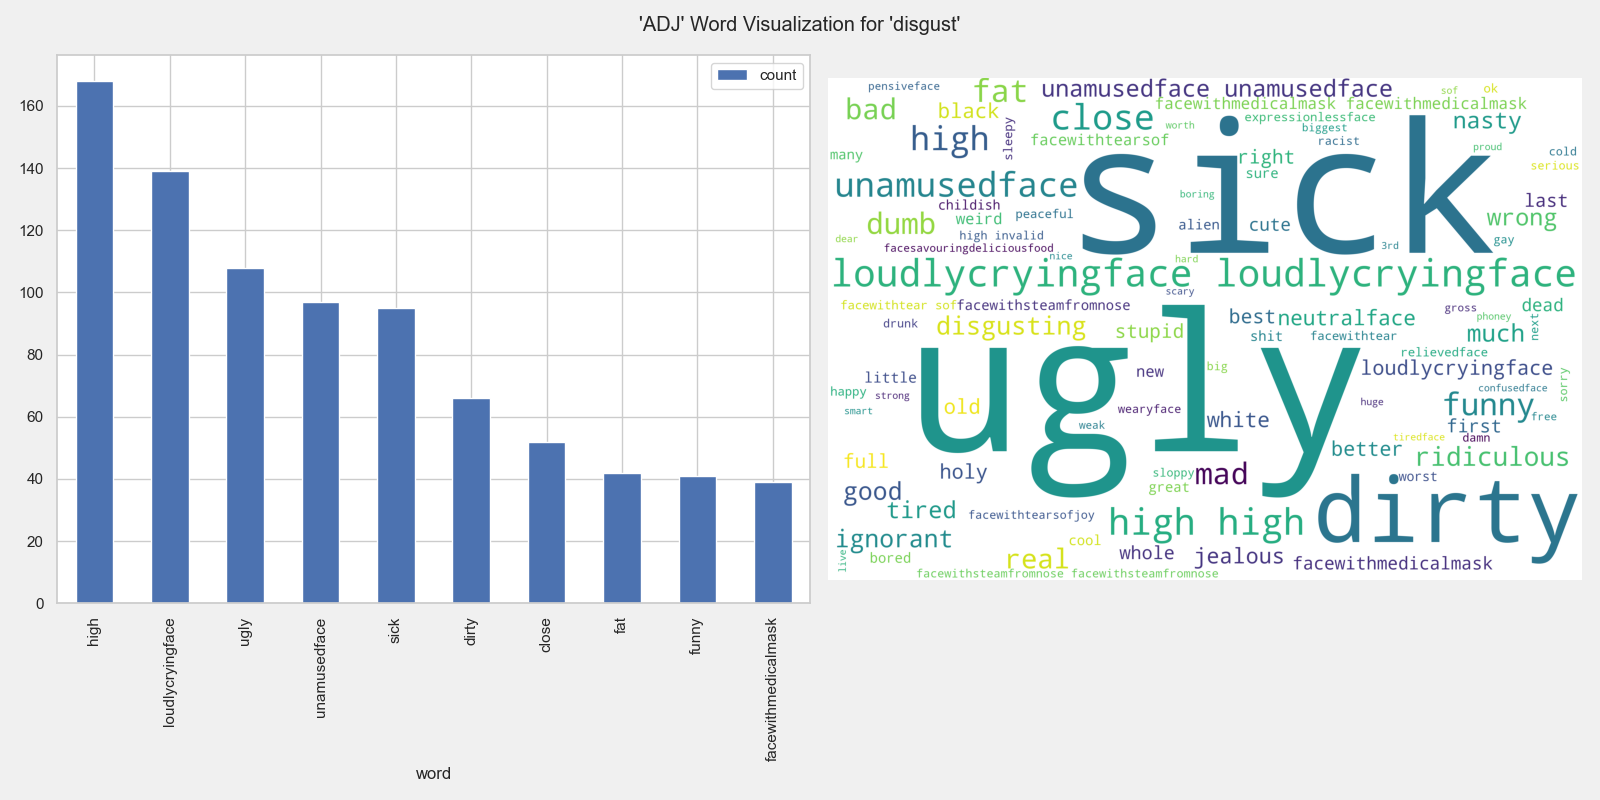 'ADJ' Word Visualization for 'disgust'
count
160
140
120
100
80
60
40
20
0
high
loudlycryingface
ugly
unamusedface
sick
dirty
close
fat
funny
facewithmedicalmask
word
pensiveface
fat
unamusedface unamusedface
sof
ok
bad
black
close
facewithmedicalmask facewithmedicalmask
high
sleepy
facewithtearsof
worth
expressionlessface
biggest
racist
nasty
many
sick
right
sure
proud
cold
serious
unamusedface
boring
childish
peaceful
last
dumb
weird
alien
cute
wrong
dear
high invalid
gay
facesavouringdeliciousfood
nice
3rd
hard
loudlycryingface loudlycryingface
scary
facewithtear sof
facewithsteamfromnose
gross
dead
drunk
disgusting
stupid
best
neutralface
phoney
next
much
shit
facewithtear
relievedface
ugly
little
new
big
loudlycryingface
happy
strong
confusedface
sorry
smart
old
wearyface
huge
funny
weak
white
free
first
tiredface
damn
full
better
ridiculous
holy
sloppy
mad
worst
good
great
dirty
tired
facewithtearsofjoy
high high
ignorant
cool
live
bored
real
whole
jealous
facewithmedicalmask
facewithsteamfromnose facewithsteamfromnose